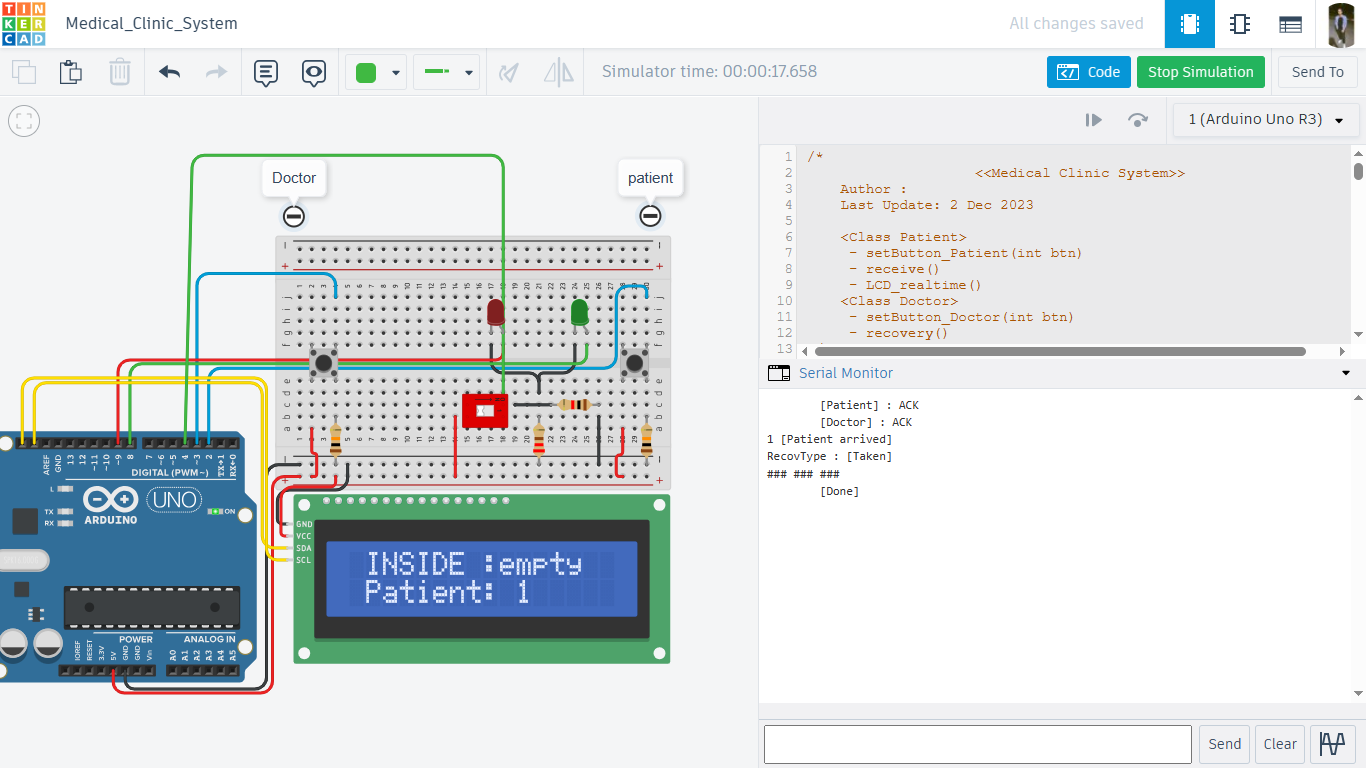 TIN
KER
CAD
Medical_Clinic_System
All changes saved
Simulator time: 00:00:17.658
Code
Stop Simulation
Send To
1 (Arduino Uno R3)
Doctor
patient
1 /*
2 <<Medical Clinic System>>
3 Author :
4 Last Update: 2 Dec 2023
5
6 <Class Patient>
7 - setButton_Patient(int btn)
8 - receive()
9 - LCD_realtime()
10 <Class Doctor>
11 - setButton_Doctor(int btn)
12 - recovery()
13
Serial Monitor
[Patient] : ACK
[Doctor] : ACK
1 [Patient arrived]
RecovType : [Taken]
### ### ###
[Done]
Send
Clear
AREF
GND
13
12
~11
~10
~9
8
7
~6
~5
4
~3
2
TX→1
RX←0
DIGITAL (PWM~)
L
TX
RX
ARDUINO
UNO
ON
POWER
ANALOG IN
IOREF
RESET
3.3V
5V
GND
GND
Vin
A0
A1
A2
A3
A4
A5
GND
VCC
SDA
SCL
INSIDE :empty
Patient: 1